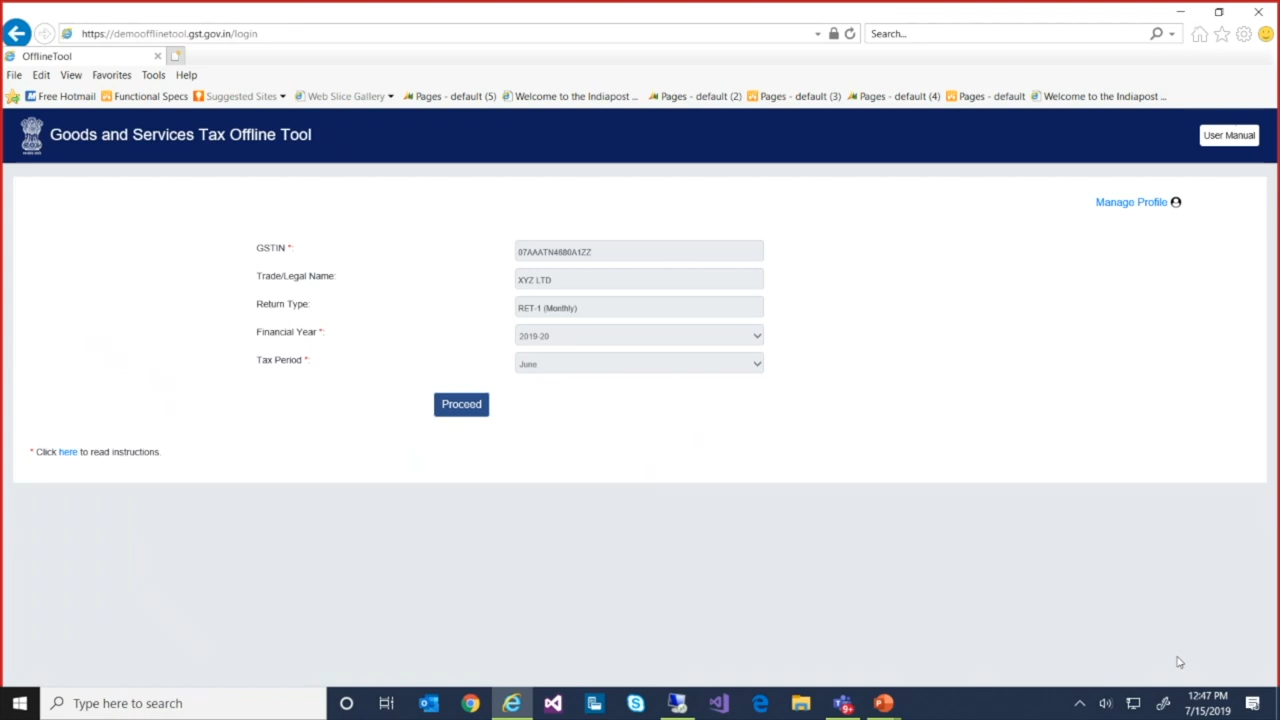 https://demoofflinetool.gst.gov.in/login
Search...
OfflineTool
File Edit View Favorites Tools Help
Free Hotmail Functional Specs Suggested Sites Web Slice Gallery Pages - default (5) Welcome to the Indiapost ... Pages - default (2) Pages - default (3) Pages - default (4) Pages - default Welcome to the Indiapost ...
Goods and Services Tax Offline Tool
User Manual
Manage Profile
GSTIN *: 07AAATN4680A1ZZ
Trade/Legal Name: XYZ LTD
Return Type: RET-1 (Monthly)
Financial Year *: 2019-20
Tax Period *: June
Proceed
* Click here to read instructions.
Type here to search
9+
12:47 PM
7/15/2019